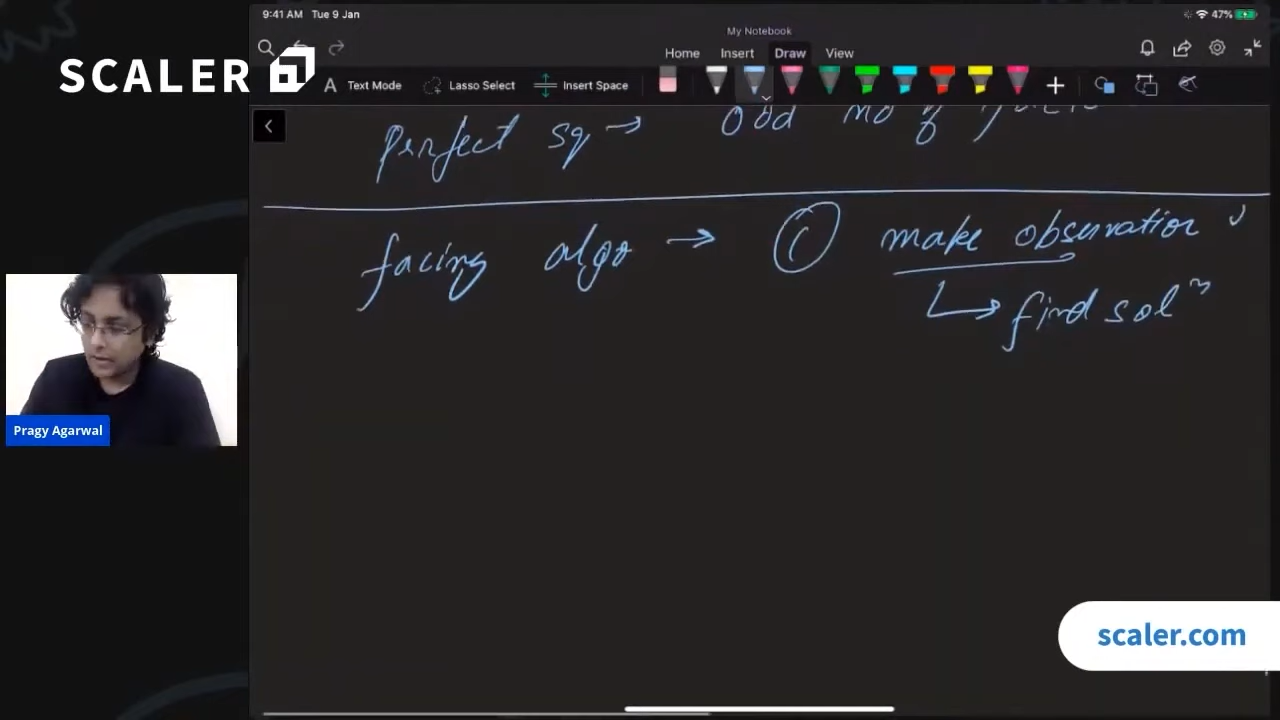 9:41 AM Tue 9 Jan
47%
My Notebook
Home Insert Draw View
SCALER
A Text Mode Lasso Select Insert Space
perfect sq → odd no of
facing algo → 1 make observation
↳ find sol^n
Pragy Agarwal
scaler.com